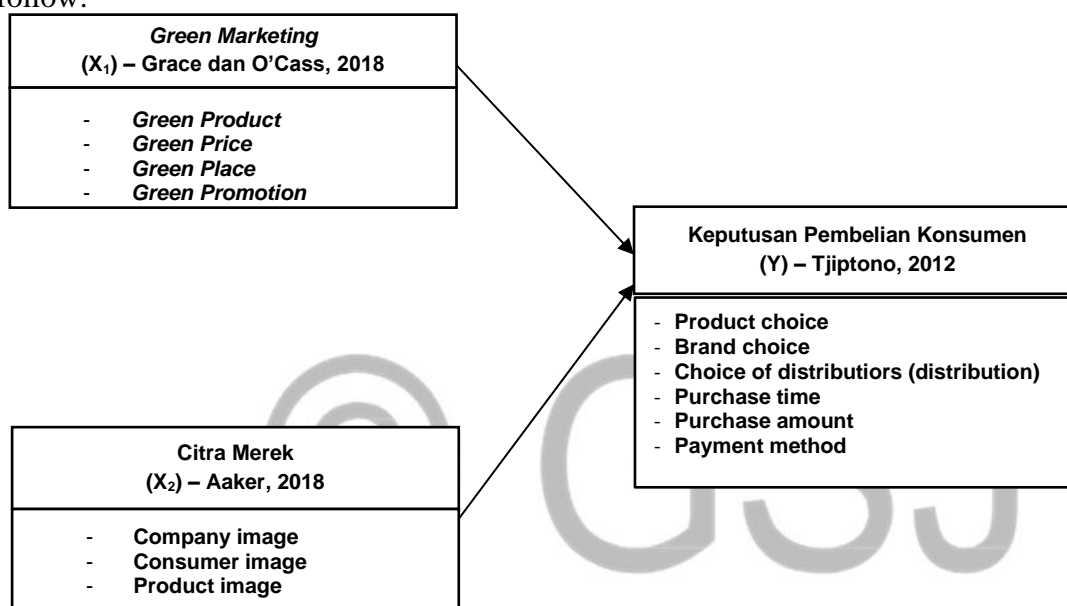 follow:
Green Marketing
(X₁) – Grace dan O'Cass, 2018
- Green Product
- Green Price
- Green Place
- Green Promotion
Keputusan Pembelian Konsumen
(Y) – Tjiptono, 2012
- Product choice
- Brand choice
- Choice of distributiors (distribution)
- Purchase time
- Purchase amount
- Payment method
Citra Merek
(X₂) – Aaker, 2018
- Company image
- Consumer image
- Product image
© GSJ